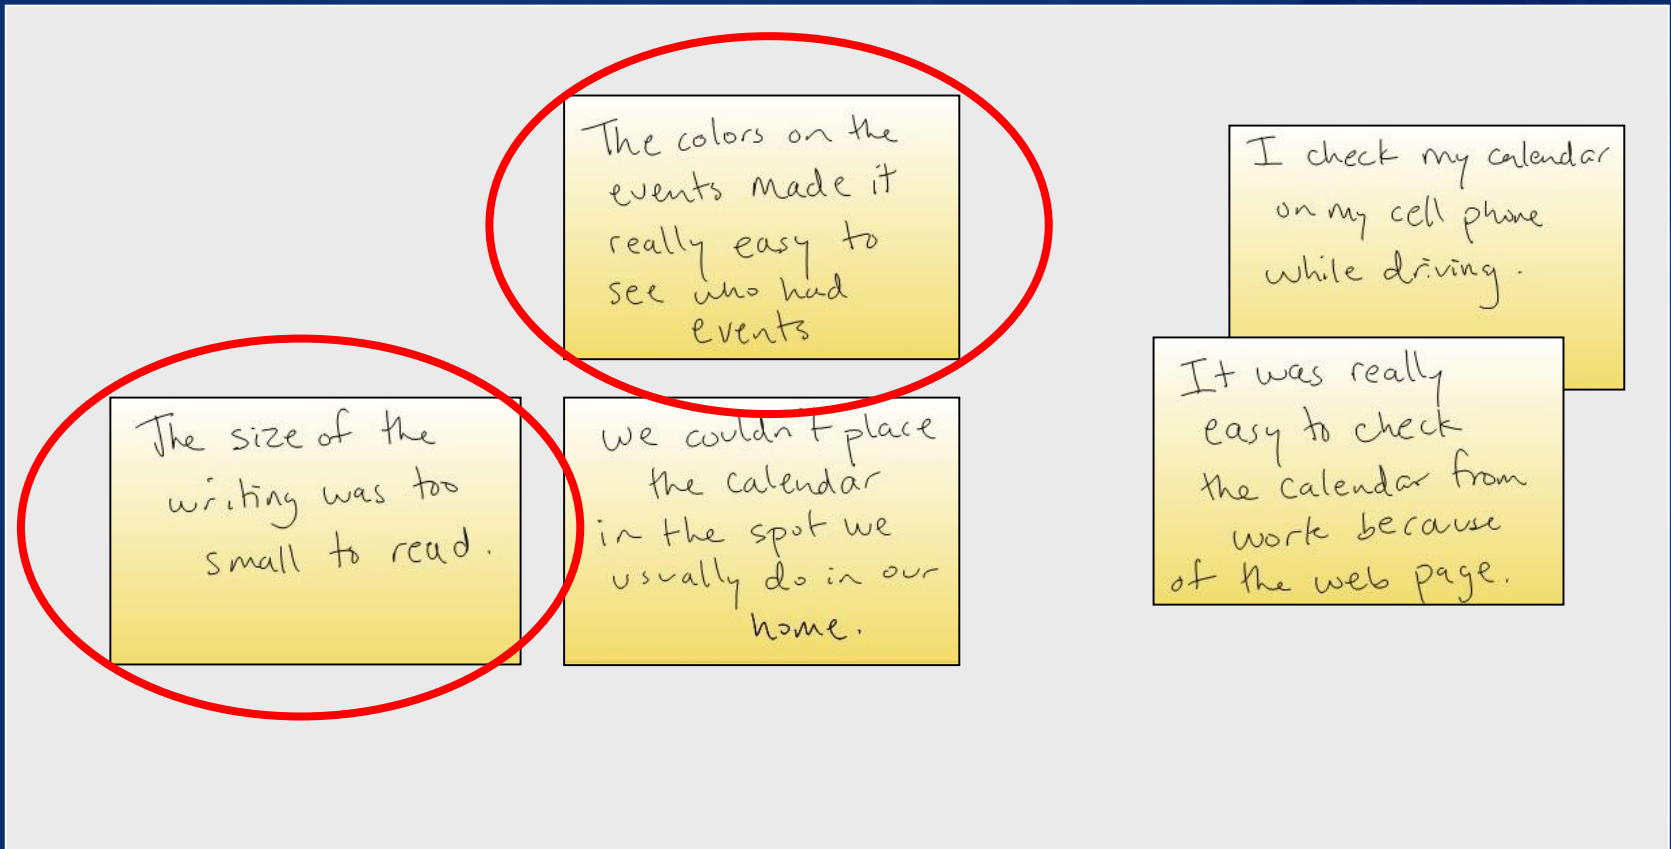 The colors on the
events made it
really easy to
see who had
events
I check my calendar
on my cell phone
while driving.
The size of the
writing was too
small to read.
we couldn't place
the calendar
in the spot we
usually do in our
home.
It was really
easy to check
the calendar from
work because
of the web page.